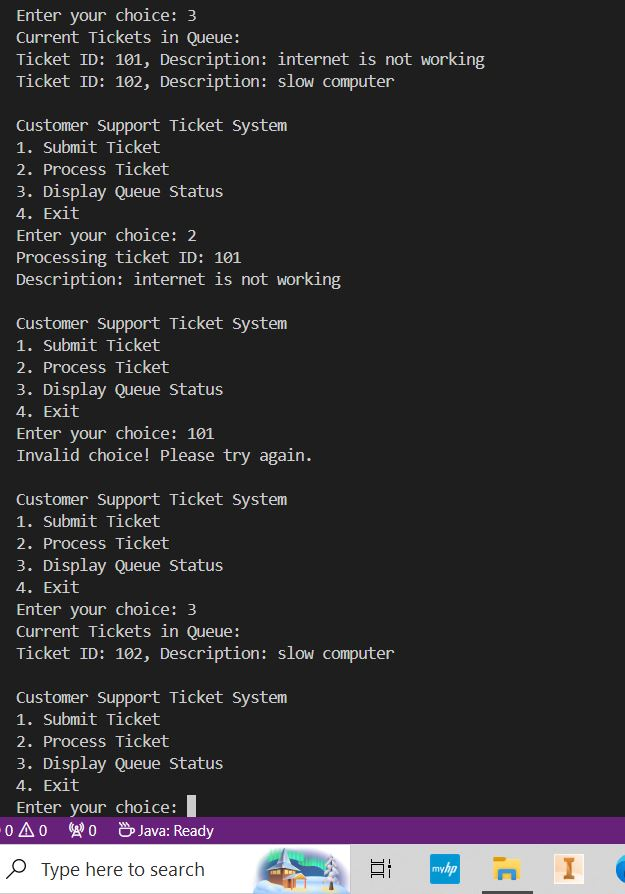 Enter your choice: 3
Current Tickets in Queue:
Ticket ID: 101, Description: internet is not working
Ticket ID: 102, Description: slow computer
Customer Support Ticket System
1. Submit Ticket
2. Process Ticket
3. Display Queue Status
4. Exit
Enter your choice: 2
Processing ticket ID: 101
Description: internet is not working
Customer Support Ticket System
1. Submit Ticket
2. Process Ticket
3. Display Queue Status
4. Exit
Enter your choice: 101
Invalid choice! Please try again.
Customer Support Ticket System
1. Submit Ticket
2. Process Ticket
3. Display Queue Status
4. Exit
Enter your choice: 3
Current Tickets in Queue:
Ticket ID: 102, Description: slow computer
Customer Support Ticket System
1. Submit Ticket
2. Process Ticket
3. Display Queue Status
4. Exit
Enter your choice:
0 0 0 Java: Ready
Type here to search myhp I